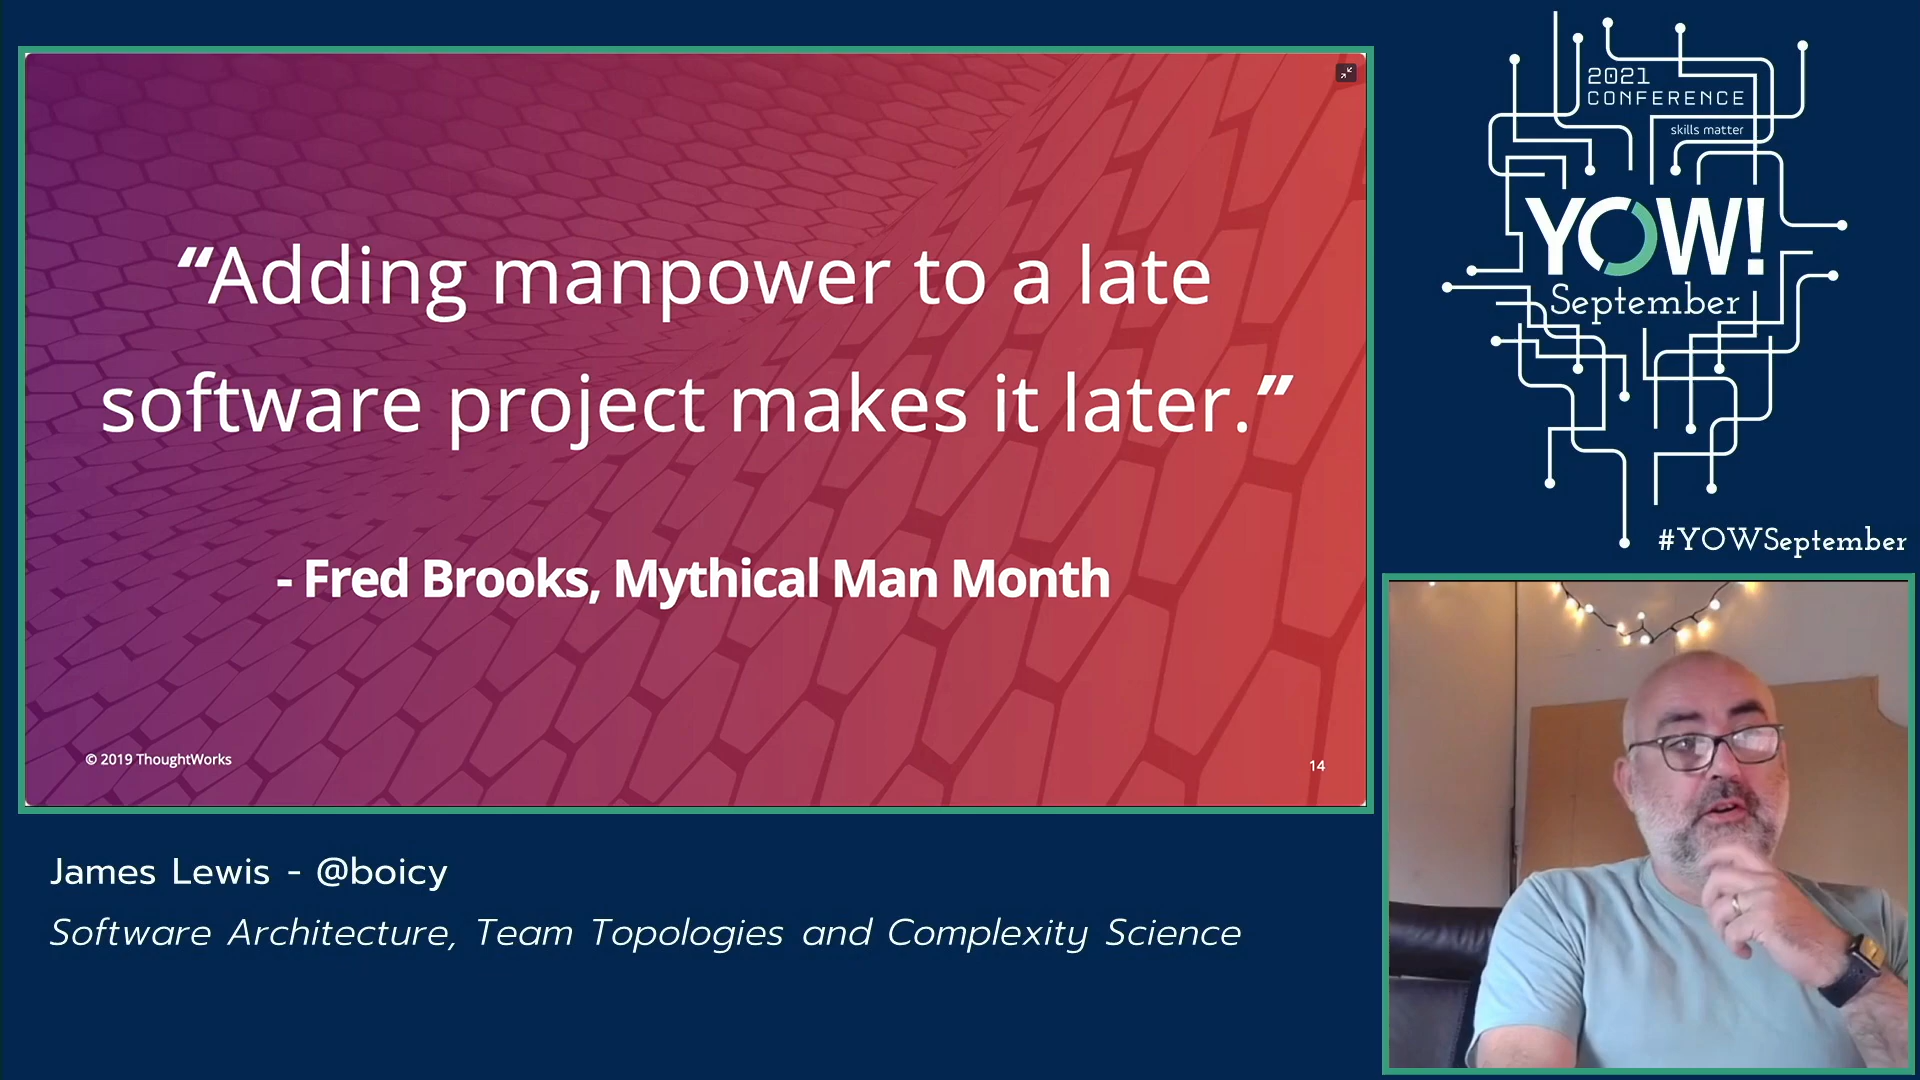 “Adding manpower to a late
software project makes it later.”
- Fred Brooks, Mythical Man Month
© 2019 ThoughtWorks
14
2021
CONFERENCE
skills matter
YOW!
September
#YOWSeptember
James Lewis - @boicy
Software Architecture, Team Topologies and Complexity Science